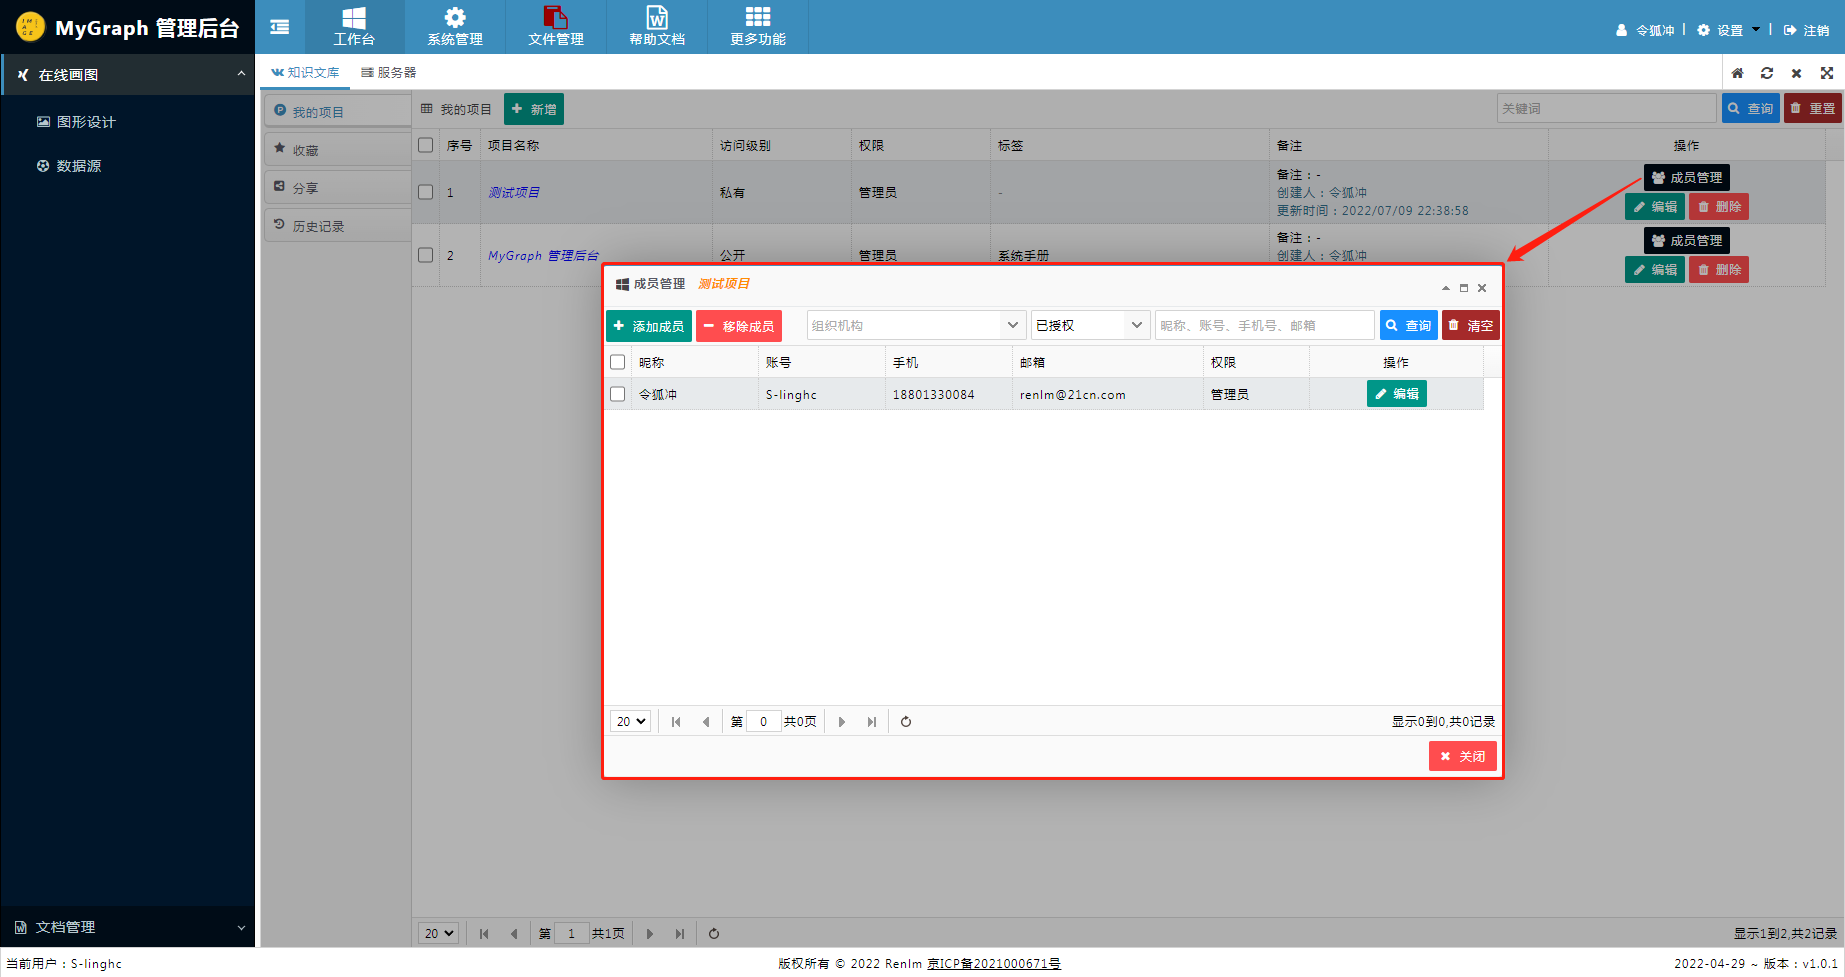 MyGraph 管理后台
工作台
系统管理
文件管理
帮助文档
更多功能
令狐冲 | 设置 | 注销
在线画图
图形设计
数据源
文档管理
知识文库
服务器
我的项目
收藏
分享
历史记录
我的项目 新增 关键词 查询 重置
序号 项目名称 访问级别 权限 标签 备注 操作
1 测试项目 私有 管理员 -
备注：-
创建人：令狐冲
更新时间：2022/07/09 22:38:58
成员管理
编辑 删除
2 MyGraph 管理后台 公开 管理员 系统手册
备注：-
创建人：令狐冲
成员管理
编辑 删除
成员管理 测试项目
添加成员 移除成员 组织机构 已授权 昵称、账号、手机号、邮箱 查询 清空
昵称 账号 手机 邮箱 权限 操作
令狐冲 S-linghc 18801330084 renlm@21cn.com 管理员 编辑
20 第 0 共0页 显示0到0,共0记录
关闭
20 第 1 共1页 显示1到2,共2记录
当前用户：S-linghc
版权所有 © 2022 Renlm 京ICP备2021000671号
2022-04-29 ~ 版本：v1.0.1